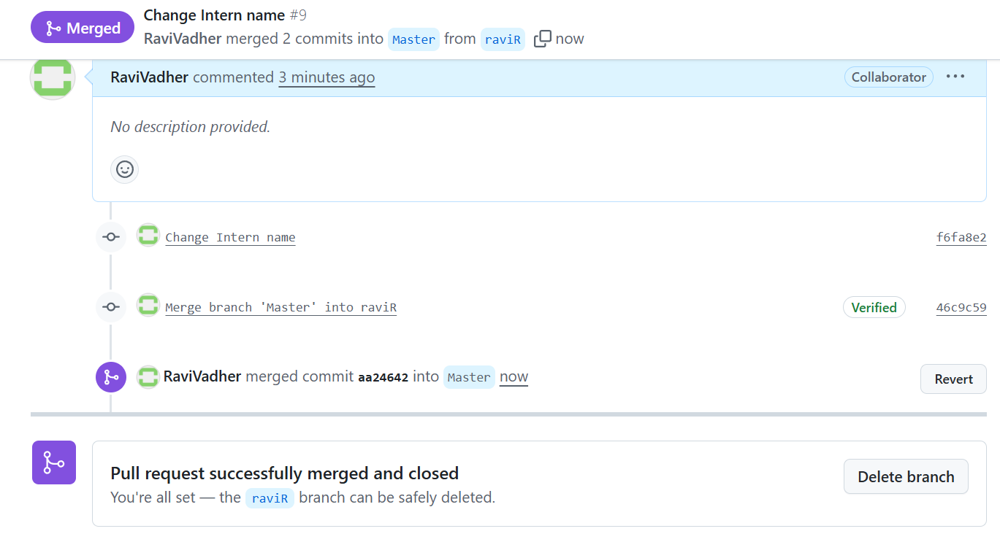 Merged
Change Intern name #9
RaviVadher merged 2 commits into Master from raviR now
RaviVadher commented 3 minutes ago Collaborator
No description provided.
Change Intern name f6fa8e2
Merge branch 'Master' into raviR Verified 46c9c59
RaviVadher merged commit aa24642 into Master now Revert
Pull request successfully merged and closed
You're all set — the raviR branch can be safely deleted.
Delete branch